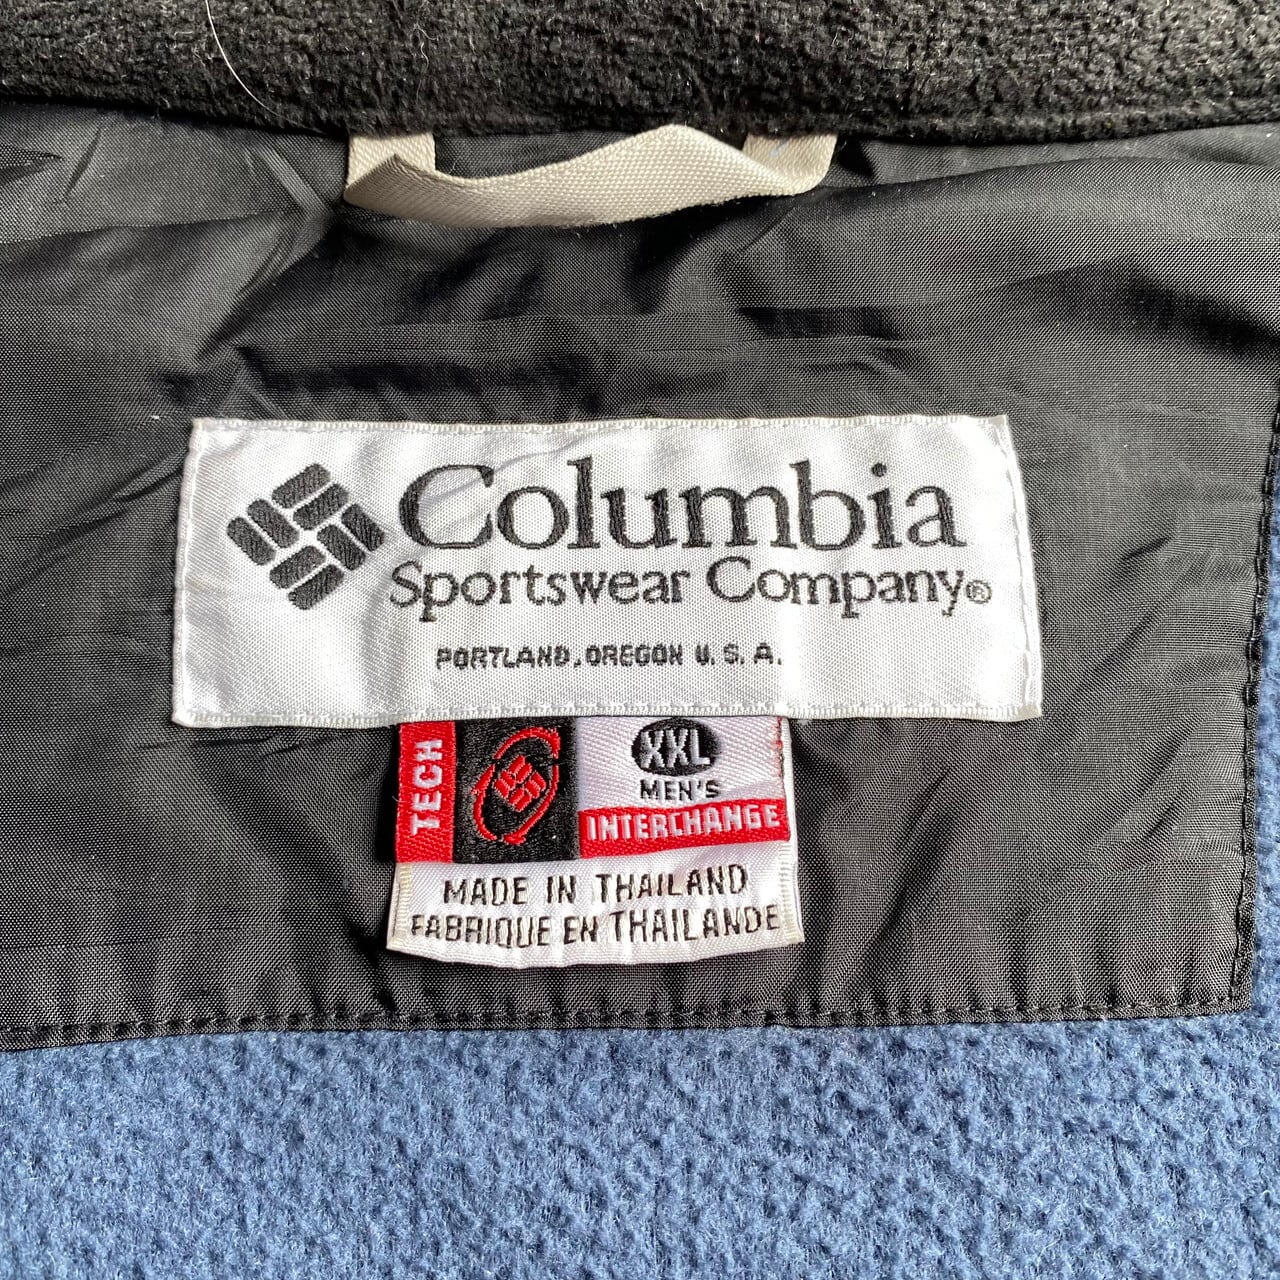 Columbia
Sportswear Company®
PORTLAND, OREGON U.S.A.
TECH
XXL
MEN'S
INTERCHANGE
MADE IN THAILAND
FABRIQUE EN THAILANDE